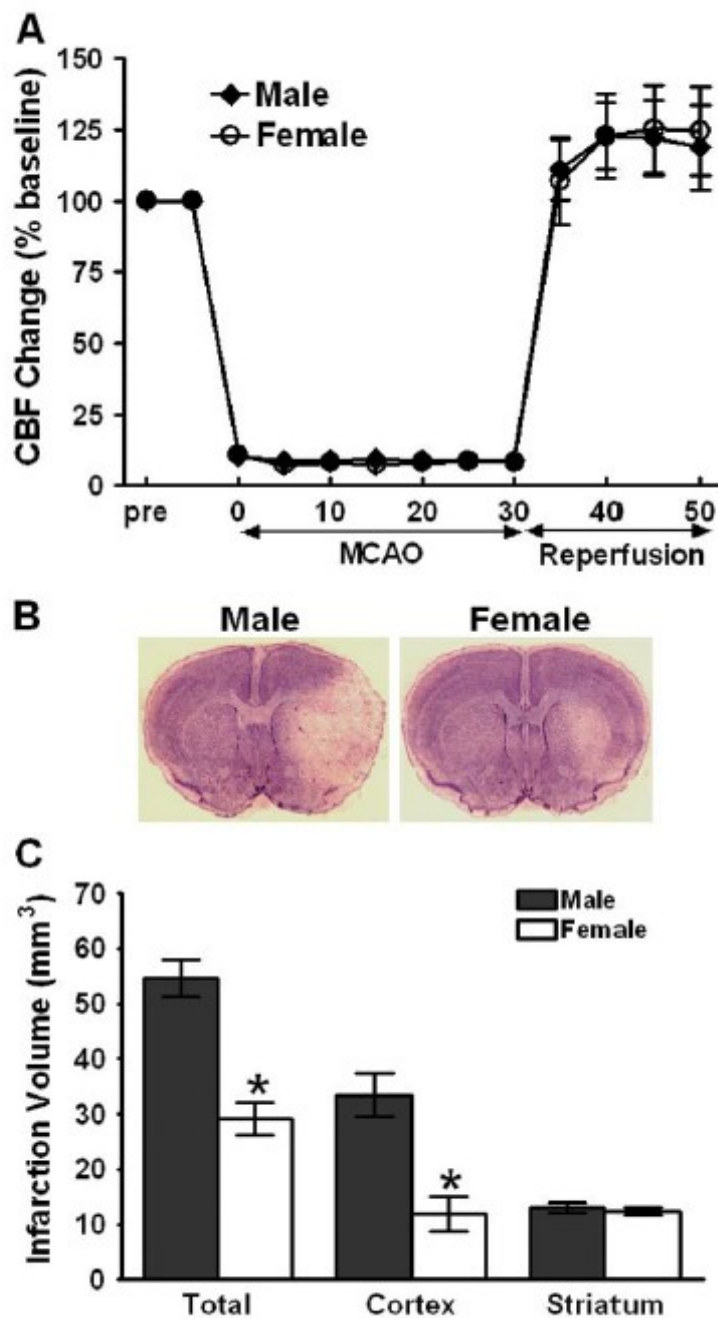 A
CBF Change (% baseline)
150
125
100
75
50
25
0
Male
Female
pre 0 10 20 30 40 50
MCAO Reperfusion
B
Male Female
C
Infarction Volume (mm³)
70
60
50
40
30
20
10
0
Male
Female
*
*
Total Cortex Striatum